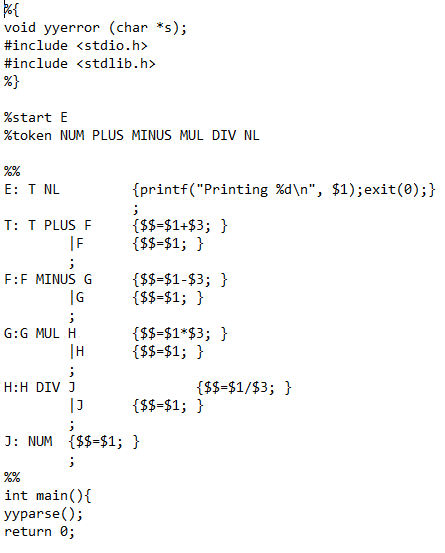 %{
void yyerror (char *s);
#include <stdio.h>
#include <stdlib.h>
%}

%start E
%token NUM PLUS MINUS MUL DIV NL

%%
E: T NL         {printf("Printing %d\n", $1);exit(0);}
                ;
T: T PLUS F     {$$=$1+$3; }
        |F      {$$=$1; }
        ;
F:F MINUS G     {$$=$1-$3; }
        |G      {$$=$1; }
        ;
G:G MUL H       {$$=$1*$3; }
        |H      {$$=$1; }
        ;
H:H DIV J               {$$=$1/$3; }
        |J      {$$=$1; }
        ;
J: NUM  {$$=$1; }
        ;
%%
int main(){
yyparse();
return 0;